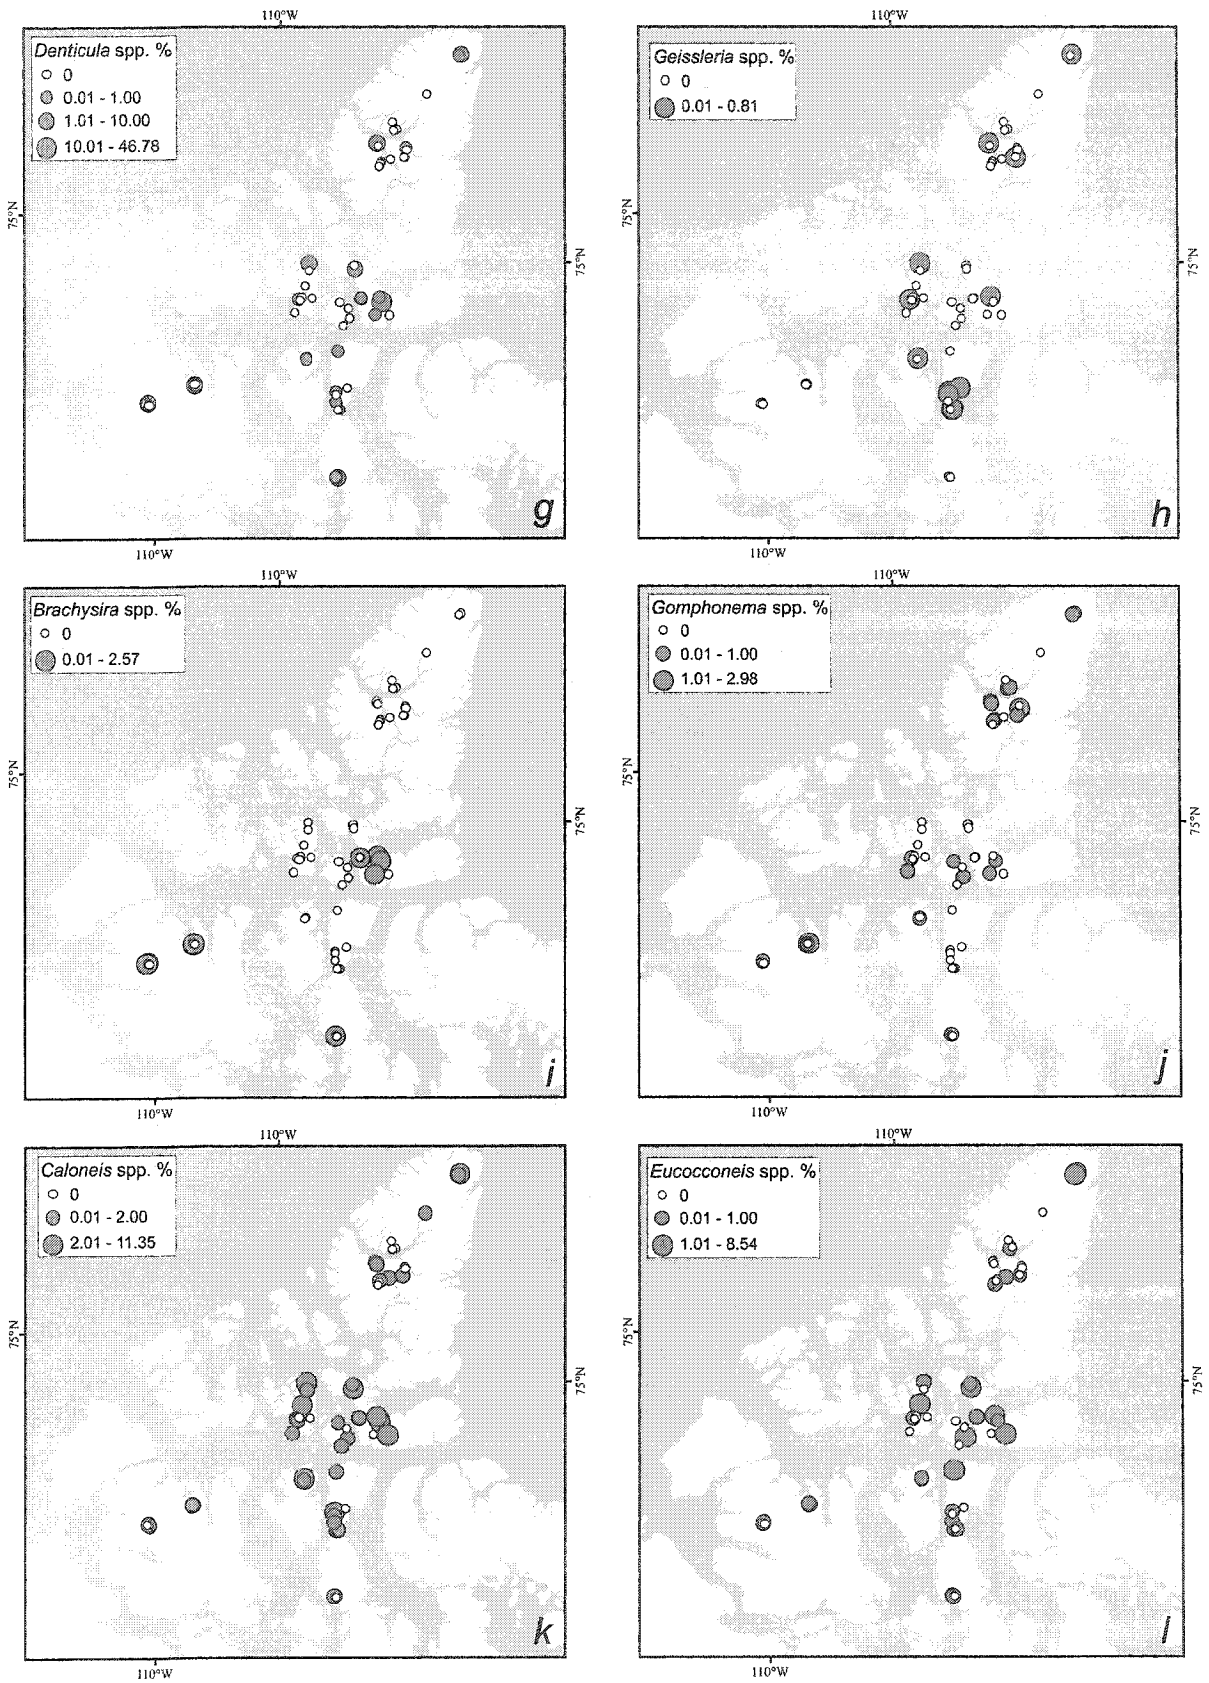 110°W
110°W
Denticula spp. %
0
0.01 - 1.00
1.01 - 10.00
10.01 - 46.78
75°N
75°N
g
110°W
Geissleria spp. %
0
0.01 - 0.81
75°N
75°N
h
110°W
110°W
Brachysira spp. %
0
0.01 - 2.57
75°N
75°N
i
110°W
110°W
Gomphonema spp. %
0
0.01 - 1.00
1.01 - 2.98
75°N
75°N
j
110°W
110°W
Caloneis spp. %
0
0.01 - 2.00
2.01 - 11.35
75°N
75°N
k
110°W
110°W
Eucocconeis spp. %
0
0.01 - 1.00
1.01 - 8.54
75°N
75°N
l
110°W
110°W